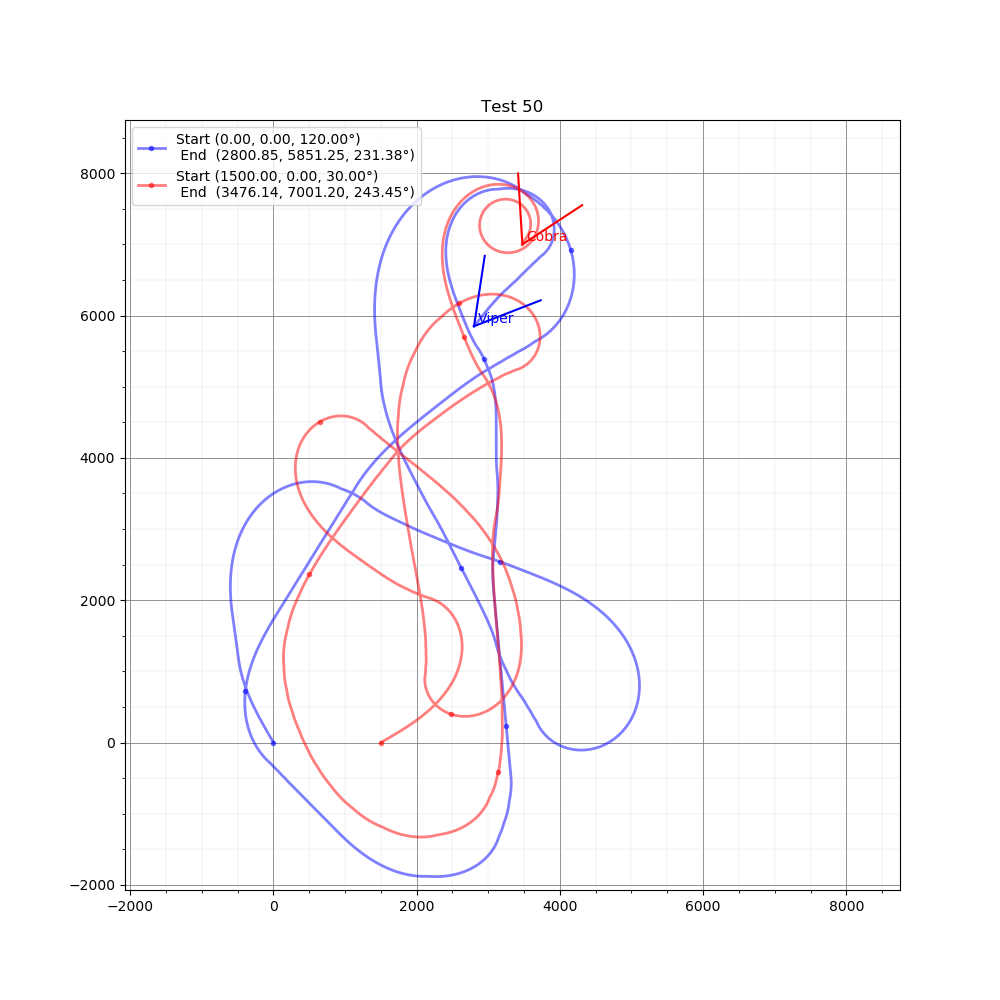 Test 50
Start (0.00, 0.00, 120.00°)
End  (2800.85, 5851.25, 231.38°)
Start (1500.00, 0.00, 30.00°)
End  (3476.14, 7001.20, 243.45°)
8000
6000
4000
2000
0
−2000
Cobra
Viper
−2000 0 2000 4000 6000 8000